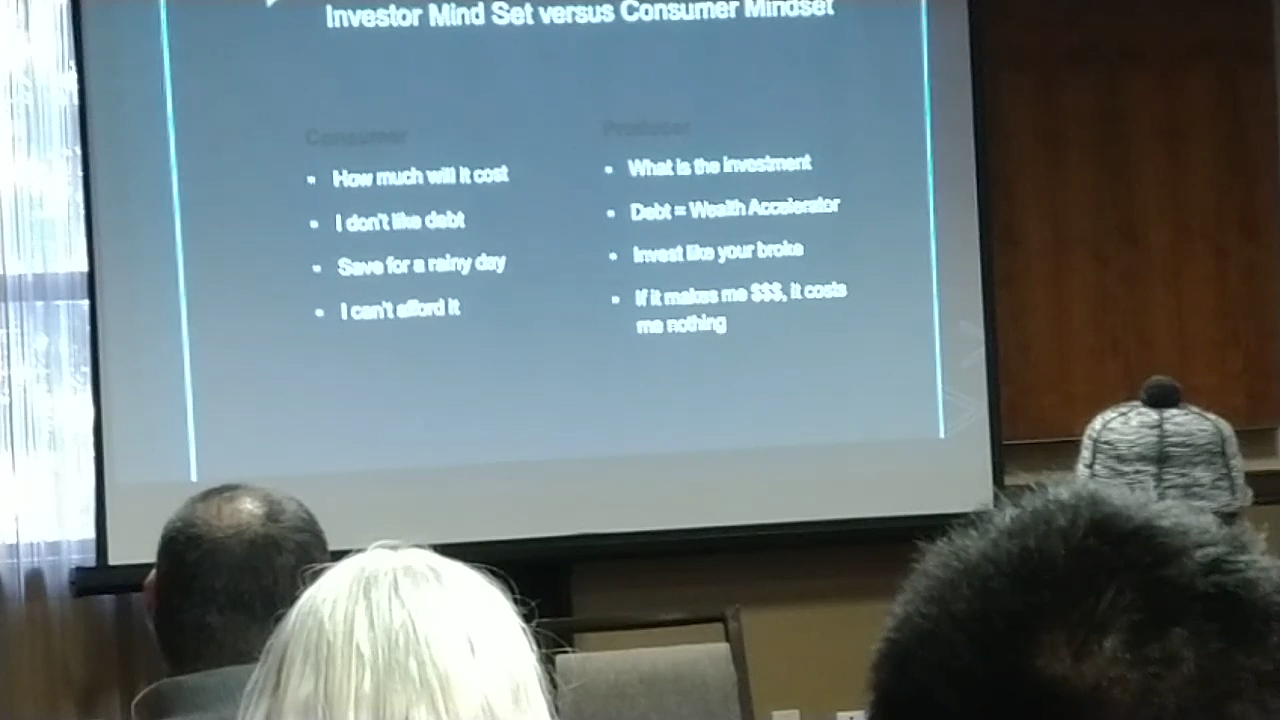 Investor Mind Set versus Consumer Mindset
Consumer
How much will it cost
I don't like debt
Save for a rainy day
I can't afford it
Producer
What is the investment
Debt = Wealth Accelerator
Invest like your broke
If it makes me $$$, it costs
me nothing